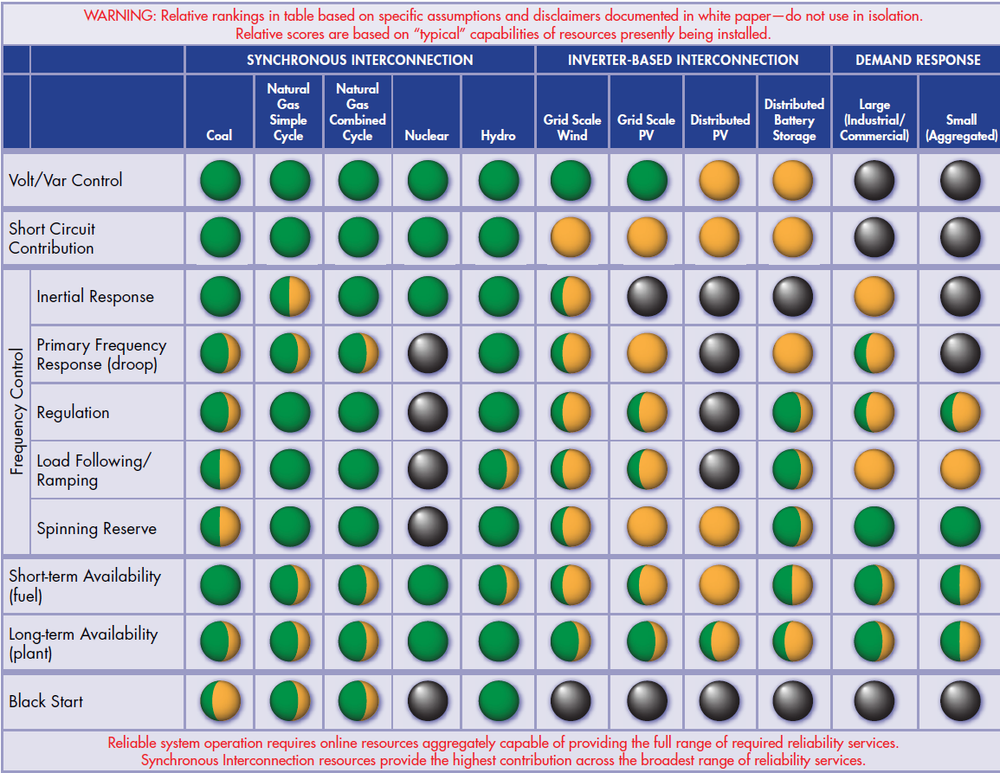 WARNING: Relative rankings in table based on specific assumptions and disclaimers documented in white paper—do not use in isolation.
Relative scores are based on “typical” capabilities of resources presently being installed.
SYNCHRONOUS INTERCONNECTION
INVERTER-BASED INTERCONNECTION
DEMAND RESPONSE
Coal
Natural
Gas
Simple
Cycle
Natural
Gas
Combined
Cycle
Nuclear
Hydro
Grid Scale
Wind
Grid Scale
PV
Distributed
PV
Distributed
Battery
Storage
Large
(Industrial/
Commercial)
Small
(Aggregated)
Volt/Var Control
Short Circuit
Contribution
Frequency Control
Inertial Response
Primary Frequency
Response (droop)
Regulation
Load Following/
Ramping
Spinning Reserve
Short-term Availability
(fuel)
Long-term Availability
(plant)
Black Start
Reliable system operation requires online resources aggregately capable of providing the full range of required reliability services.
Synchronous Interconnection resources provide the highest contribution across the broadest range of reliability services.